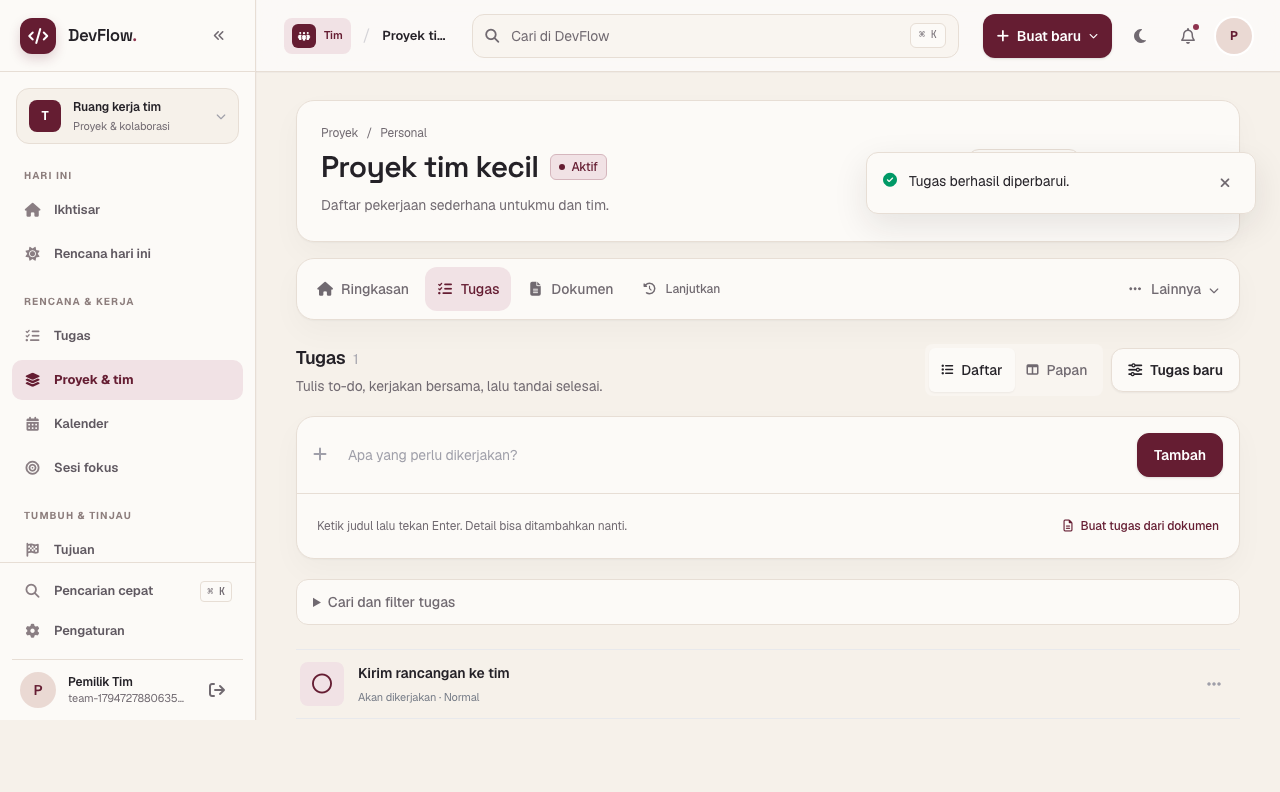 DevFlow.
Tim / Proyek ti...
Cari di DevFlow
⌘ K
Buat baru
P
T
Ruang kerja tim
Proyek & kolaborasi
HARI INI
Ikhtisar
Rencana hari ini
RENCANA & KERJA
Tugas
Proyek & tim
Kalender
Sesi fokus
TUMBUH & TINJAU
Tujuan
Pencarian cepat
⌘ K
Pengaturan
P
Pemilik Tim
team-1794727880635...
Proyek / Personal
Proyek tim kecil
Aktif
Daftar pekerjaan sederhana untukmu dan tim.
Tugas berhasil diperbarui.
Ringkasan
Tugas
Dokumen
Lanjutkan
Lainnya
Tugas 1
Tulis to-do, kerjakan bersama, lalu tandai selesai.
Daftar
Papan
Tugas baru
Apa yang perlu dikerjakan?
Tambah
Ketik judul lalu tekan Enter. Detail bisa ditambahkan nanti.
Buat tugas dari dokumen
Cari dan filter tugas
Kirim rancangan ke tim
Akan dikerjakan · Normal